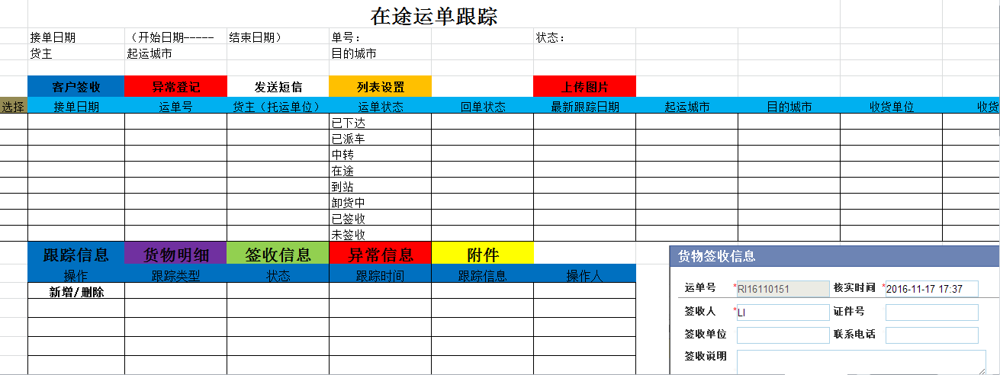 在途运单跟踪
接单日期 （开始日期----- 结束日期） 单号： 状态：
货主 起运城市 目的城市
客户签收 异常登记 发送短信 列表设置 上传图片
选择 接单日期 运单号 货主（托运单位） 运单状态 回单状态 最新跟踪日期 起运城市 目的城市 收货单位 收货
已下达
已派车
中转
在途
到站
卸货中
已签收
未签收
跟踪信息 货物明细 签收信息 异常信息 附件
操作 跟踪类型 状态 跟踪时间 跟踪信息 操作人
新增/删除
货物签收信息
运单号 *RI16110151 核实时间 *2016-11-17 17:37
签收人 *LI 证件号
签收单位 联系电话
签收说明